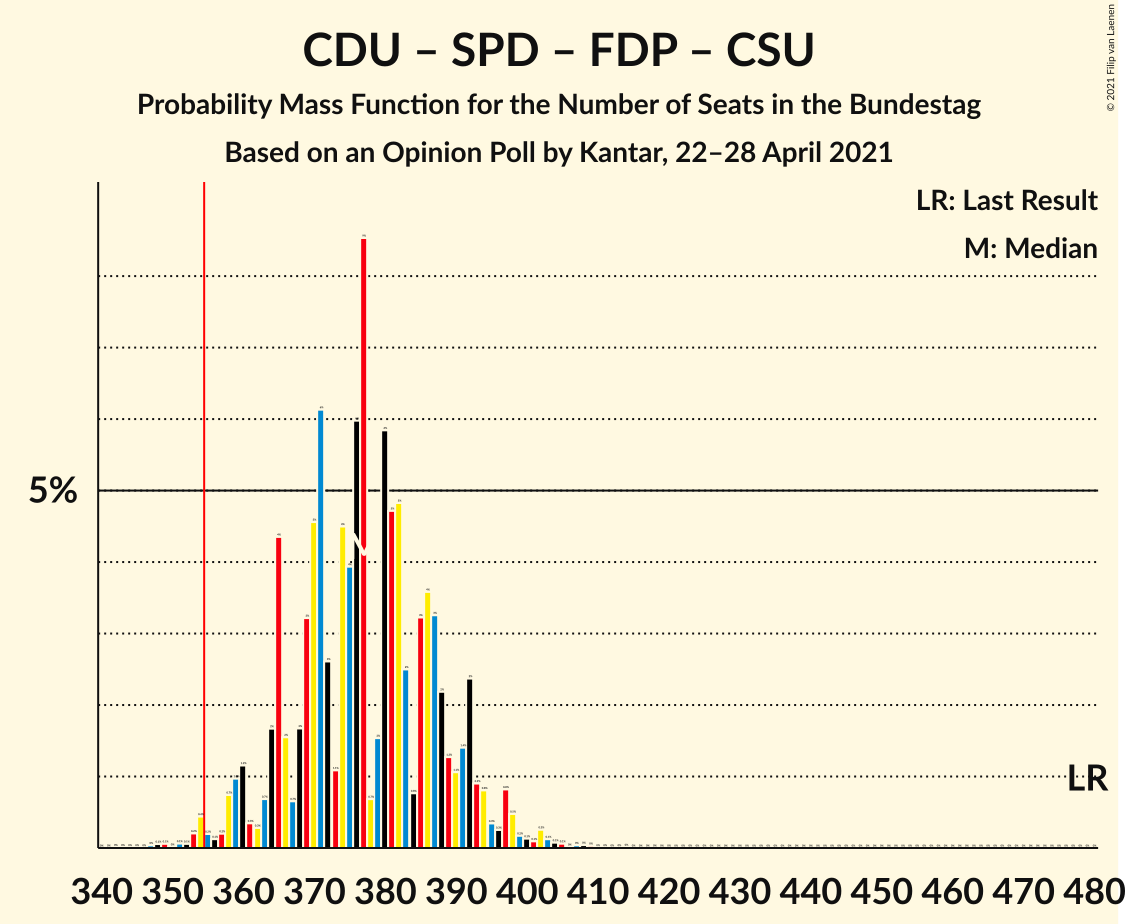 CDU – SPD – FDP – CSU
Probability Mass Function for the Number of Seats in the Bundestag
Based on an Opinion Poll by Kantar, 22–28 April 2021
© 2021 Filip van Laenen
LR: Last Result
M: Median
5%
LR
340 350 360 370 380 390 400 410 420 430 440 450 460 470 480